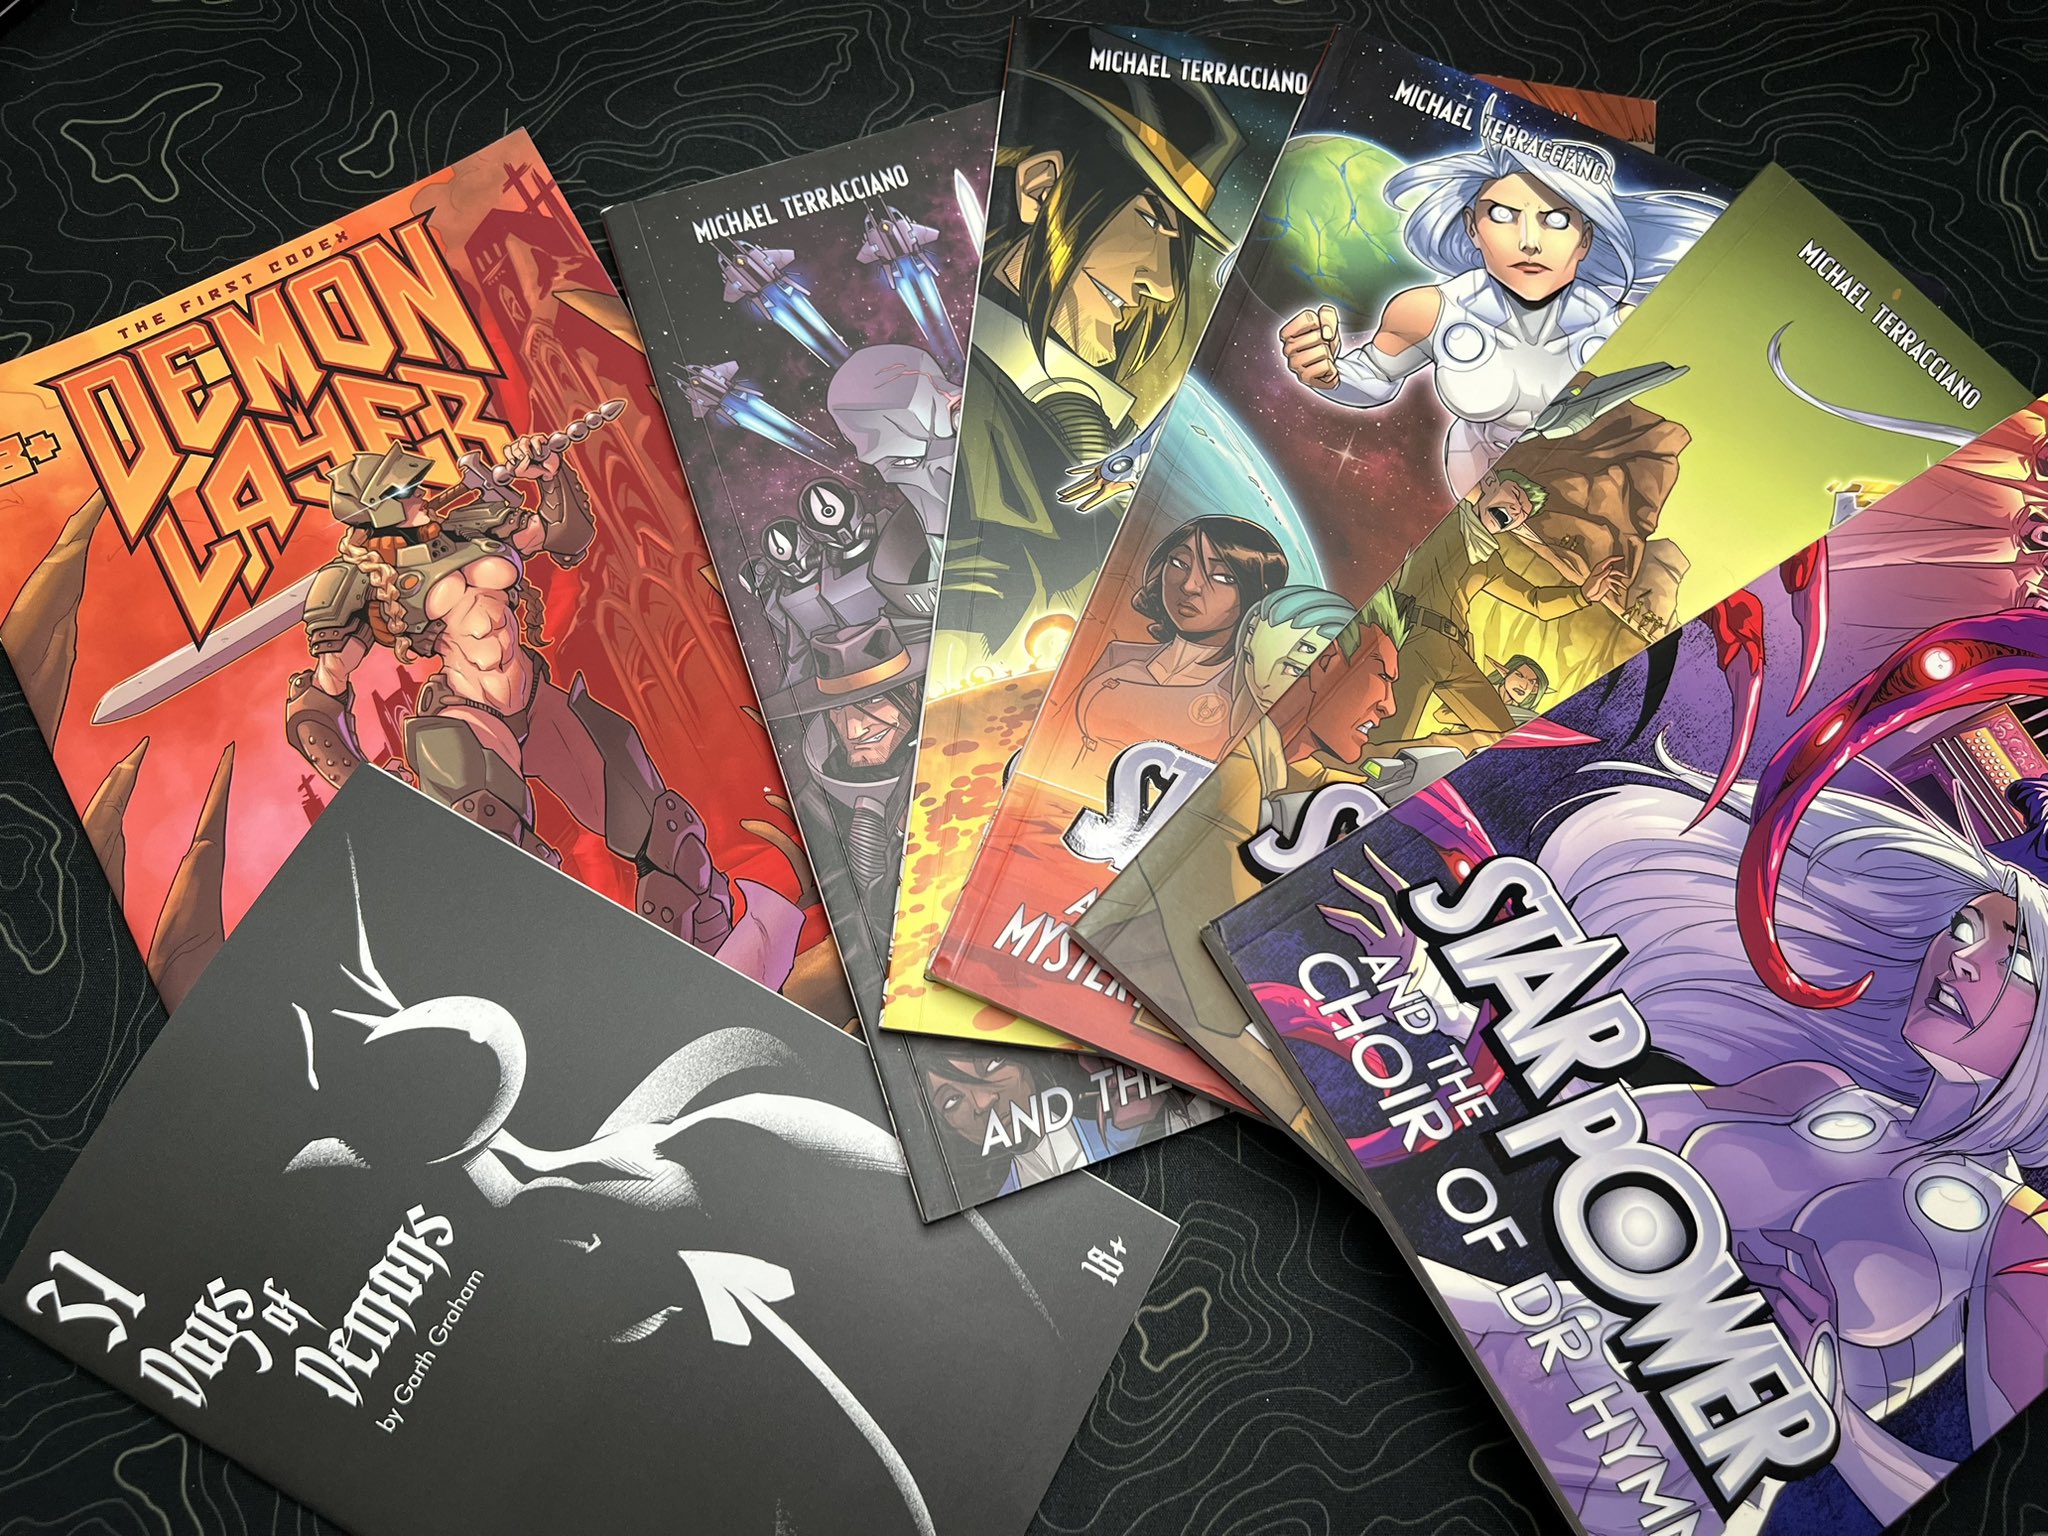 THE FIRST CODEX
DEMON
LAYER
18+
MICHAEL TERRACCIANO
AND THE
MICHAEL TERRACCIANO
MICHAEL TERRACCIANO
MICHAEL TERRACCIANO
STAR POWER
AND THE
CHOIR OF DR HYM
31
Days
of
Demons
by Garth Graham
18+